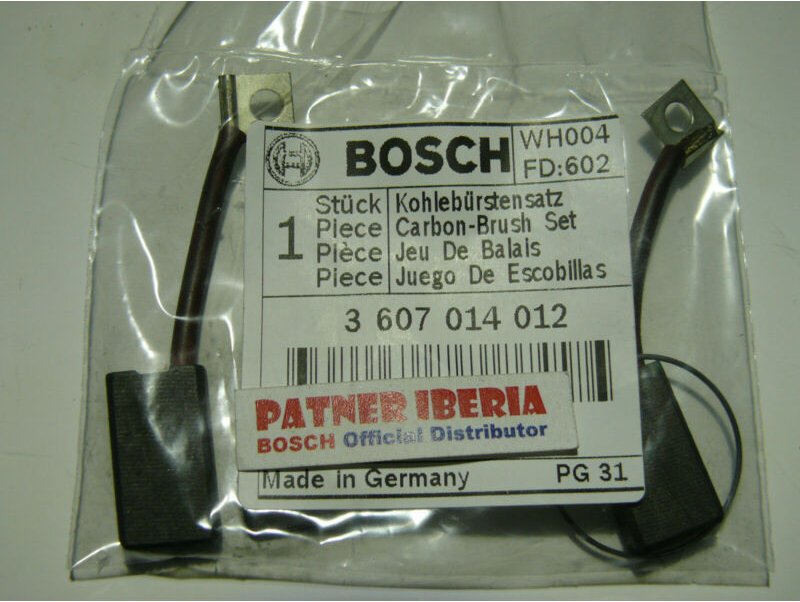 BOSCH
WH004
FD:602
1
Stück Kohlebürstensatz
Piece Carbon-Brush Set
Pièce Jeu De Balais
Piece Juego De Escobillas
3 607 014 012
PATNER IBERIA
BOSCH Official Distributor
Made in Germany PG 31